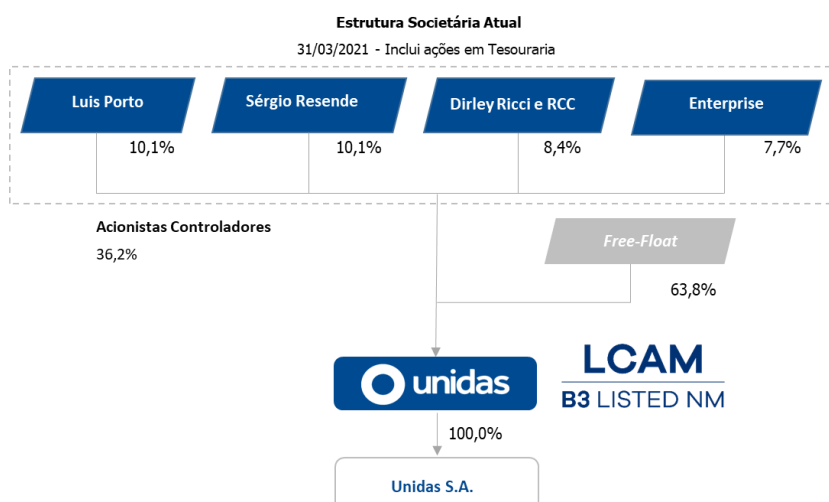 Estrutura Societária Atual
31/03/2021 - Inclui ações em Tesouraria
Luis Porto
Sérgio Resende
Dirley Ricci e RCC
Enterprise
10,1%
10,1%
8,4%
7,7%
Acionistas Controladores
36,2%
Free-Float
63,8%
unidas
LCAM
B3 LISTED NM
100,0%
Unidas S.A.